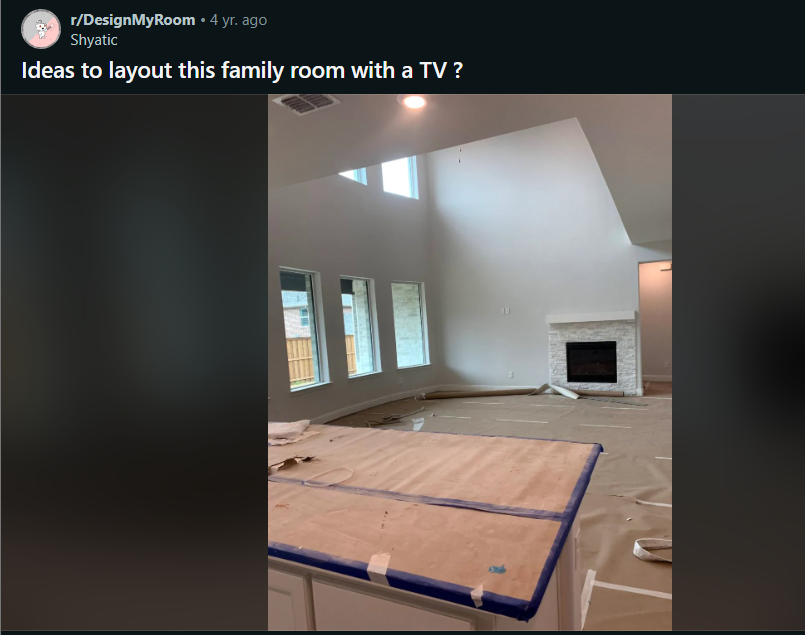 r/DesignMyRoom • 4 yr. ago
Shyatic
Ideas to layout this family room with a TV ?